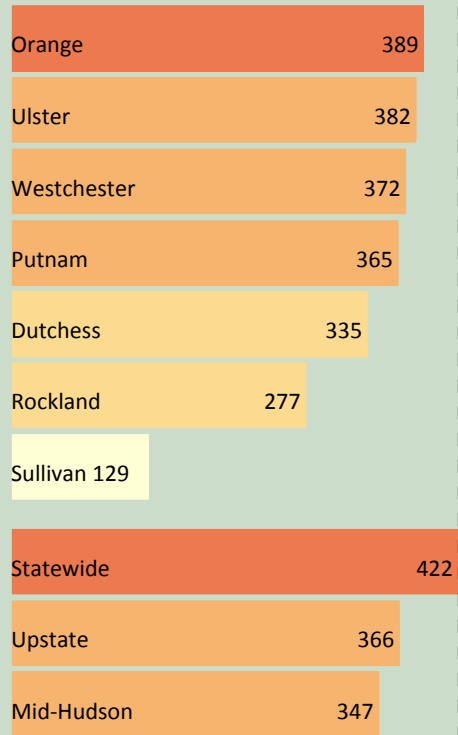 Orange 389
Ulster 382
Westchester 372
Putnam 365
Dutchess 335
Rockland 277
Sullivan 129
Statewide 422
Upstate 366
Mid-Hudson 347